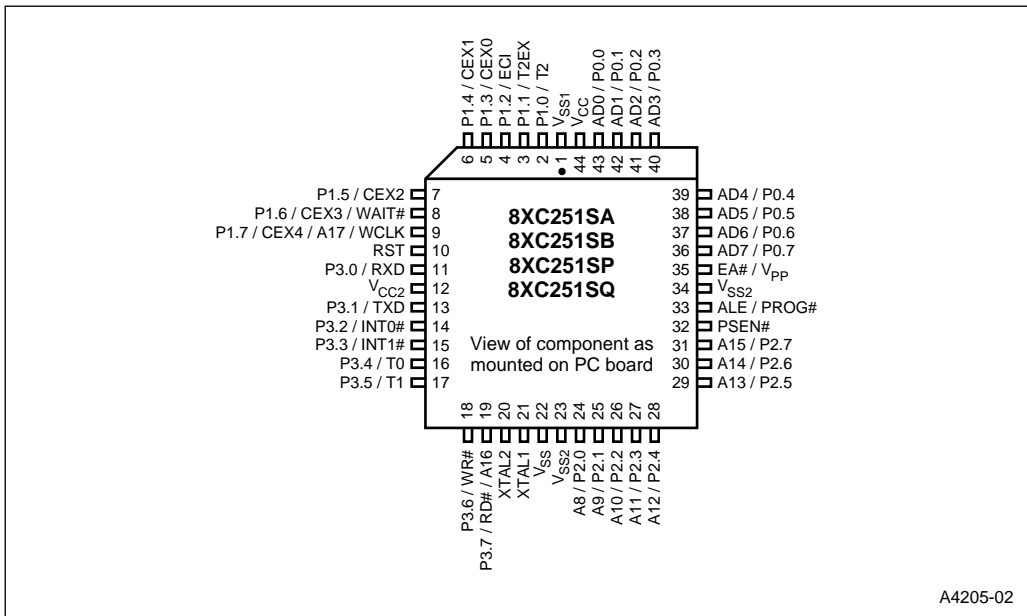 P1.4 / CEX1
P1.3 / CEX0
P1.2 / ECI
P1.1 / T2EX
P1.0 / T2
VSS1
VCC
AD0 / P0.0
AD1 / P0.1
AD2 / P0.2
AD3 / P0.3
6
5
4
3
2
1
44
43
42
41
40
P1.5 / CEX2
7
P1.6 / CEX3 / WAIT#
8
P1.7 / CEX4 / A17 / WCLK
9
RST
10
P3.0 / RXD
11
VCC2
12
P3.1 / TXD
13
P3.2 / INT0#
14
P3.3 / INT1#
15
P3.4 / T0
16
P3.5 / T1
17
8XC251SA
8XC251SB
8XC251SP
8XC251SQ
View of component as
mounted on PC board
39
AD4 / P0.4
38
AD5 / P0.5
37
AD6 / P0.6
36
AD7 / P0.7
35
EA# / VPP
34
VSS2
33
ALE / PROG#
32
PSEN#
31
A15 / P2.7
30
A14 / P2.6
29
A13 / P2.5
18
19
20
21
22
23
24
25
26
27
28
P3.6 / WR#
P3.7 / RD# / A16
XTAL2
XTAL1
VSS
VSS2
A8 / P2.0
A9 / P2.1
A10 / P2.2
A11 / P2.3
A12 / P2.4
A4205-02